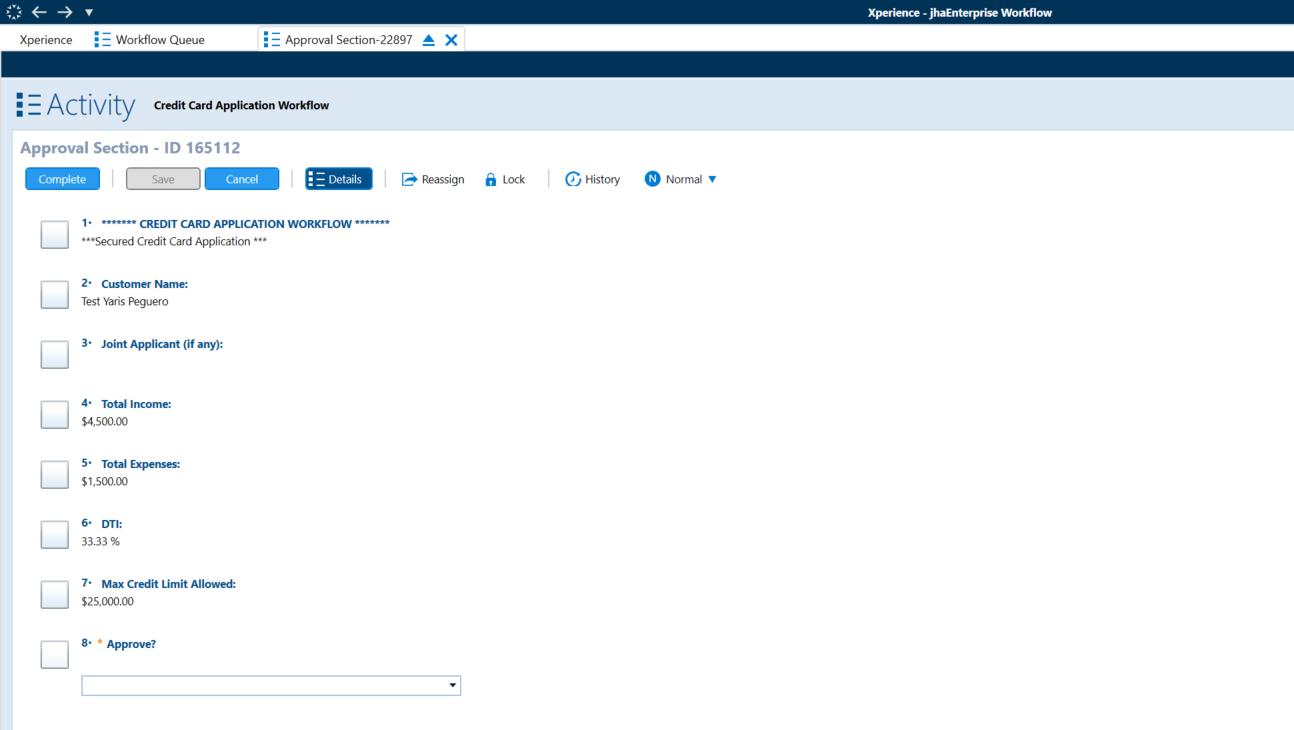 Xperience - jhaEnterprise Workflow
Xperience Workflow Queue Approval Section-22897
Activity Credit Card Application Workflow
Approval Section - ID 165112
Complete Save Cancel Details Reassign Lock History N Normal
1· ******* CREDIT CARD APPLICATION WORKFLOW *******
***Secured Credit Card Application ***
2· Customer Name:
Test Yaris Peguero
3· Joint Applicant (if any):
4· Total Income:
$4,500.00
5· Total Expenses:
$1,500.00
6· DTI:
33.33 %
7· Max Credit Limit Allowed:
$25,000.00
8· * Approve?